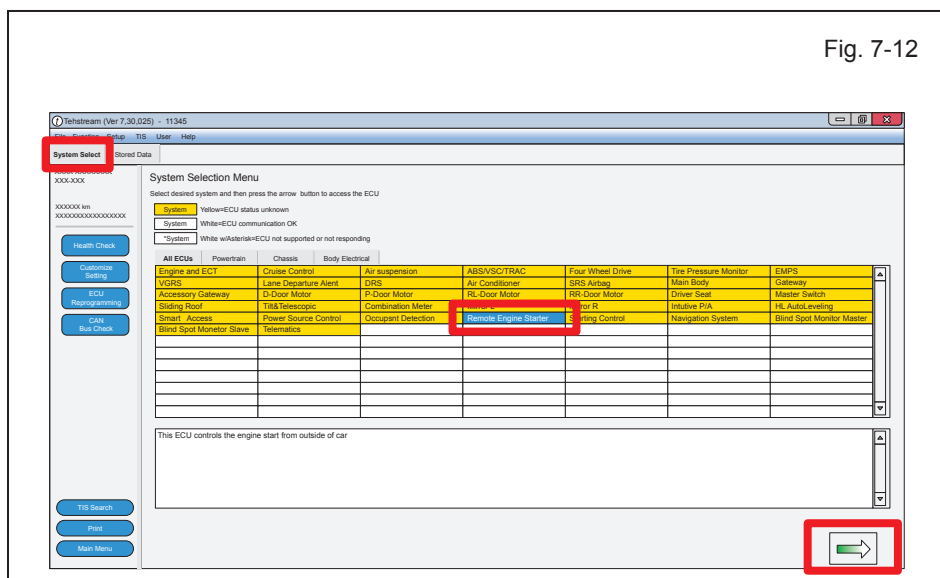 Fig. 7-12
Tehstream (Ver 7,30,025) - 11345
File Function Setup TIS User Help
System Select Stored Data
XXX-XXX
XXXXXX km
XXXXXXXXXXXXXXXXX
Health Check
Customize
Setting
ECU
Reprogramming
CAN
Bus Check
TIS Search
Print
Main Menu
System Selection Menu
Select desired system and then press the arrow button to access the ECU
System Yellow=ECU status unknown
System White=ECU communication OK
*System White w/Asterisk=ECU not supported or not responding
All ECUs Powertrain Chassis Body Electrical
Engine and ECT Cruise Control Air suspension ABS/VSC/TRAC Four Wheel Drive Tire Pressure Monitor EMPS
VGRS Lane Departure Alent DRS Air Conditioner SRS Airbag Main Body Gateway
Accessory Gateway D-Door Motor P-Door Motor RL-Door Motor RR-Door Motor Driver Seat Master Switch
Sliding Roof Tilt&Telescopic Combination Meter R Intutive P/A HL AutoLeveling
Smart Access Power Source Control Occupsnt Detection Remote Engine Starter Control Navigation System Blind Spot Monitor Master
Blind Spot Monetor Slave Telematics
This ECU controls the engine start from outside of car